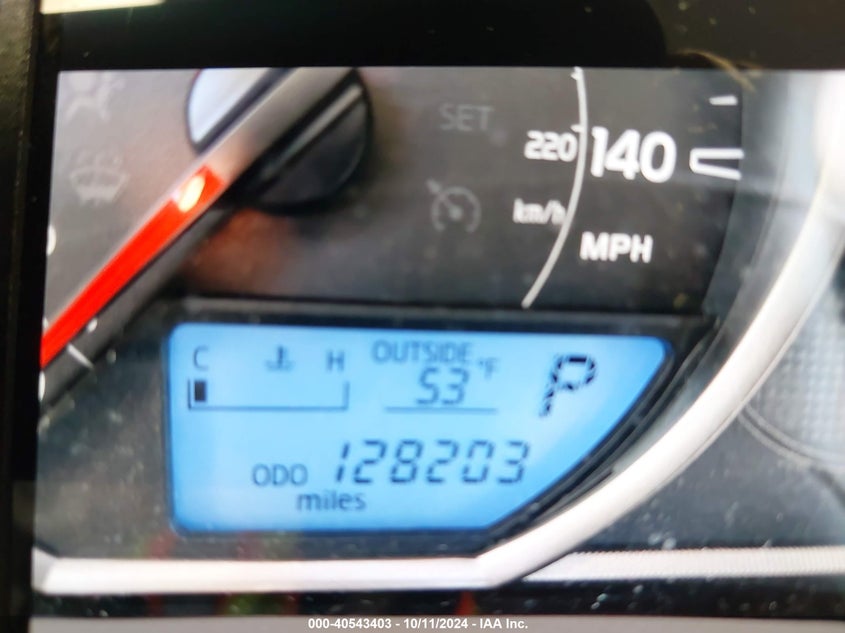 SET
220 140
km/h
MPH
C H OUTSIDE °F
53
P
ODO 128203
miles
000-40543403 - 10/11/2024 - IAA Inc.